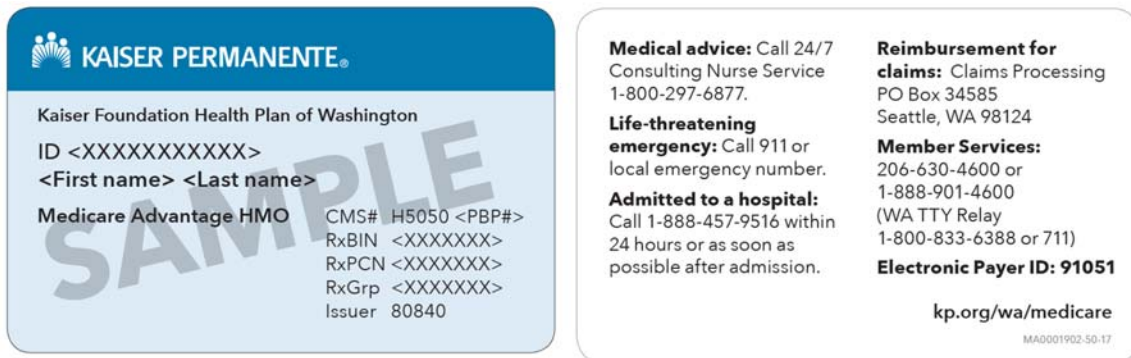 KAISER PERMANENTE®
Kaiser Foundation Health Plan of Washington
ID <XXXXXXXXXXX>
<First name> <Last name>
Medicare Advantage HMO
CMS# H5050 <PBP#>
RxBIN <XXXXXXX>
RxPCN <XXXXXXX>
RxGrp <XXXXXXX>
Issuer 80840
SAMPLE
Medical advice: Call 24/7
Consulting Nurse Service
1-800-297-6877.
Life-threatening
emergency: Call 911 or
local emergency number.
Admitted to a hospital:
Call 1-888-457-9516 within
24 hours or as soon as
possible after admission.
Reimbursement for
claims: Claims Processing
PO Box 34585
Seattle, WA 98124
Member Services:
206-630-4600 or
1-888-901-4600
(WA TTY Relay
1-800-833-6388 or 711)
Electronic Payer ID: 91051
kp.org/wa/medicare
MA0001902-50-17